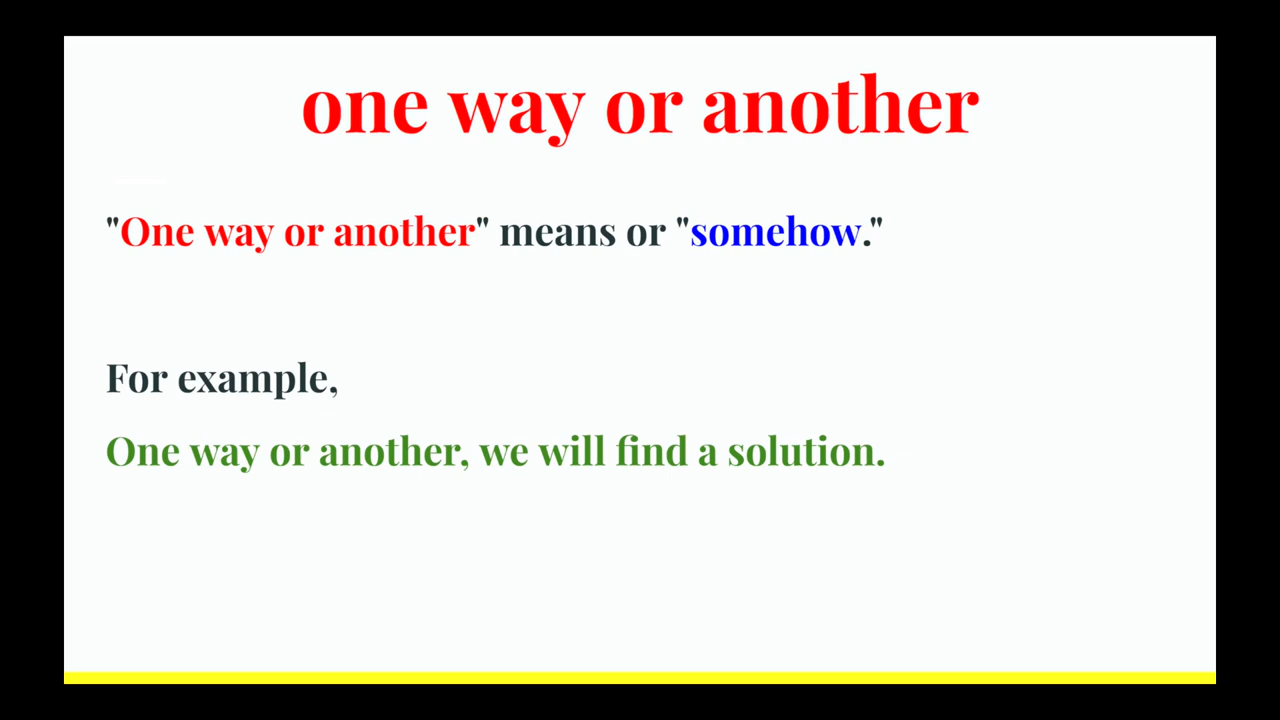 one way or another
"One way or another" means or "somehow."
For example,
One way or another, we will find a solution.